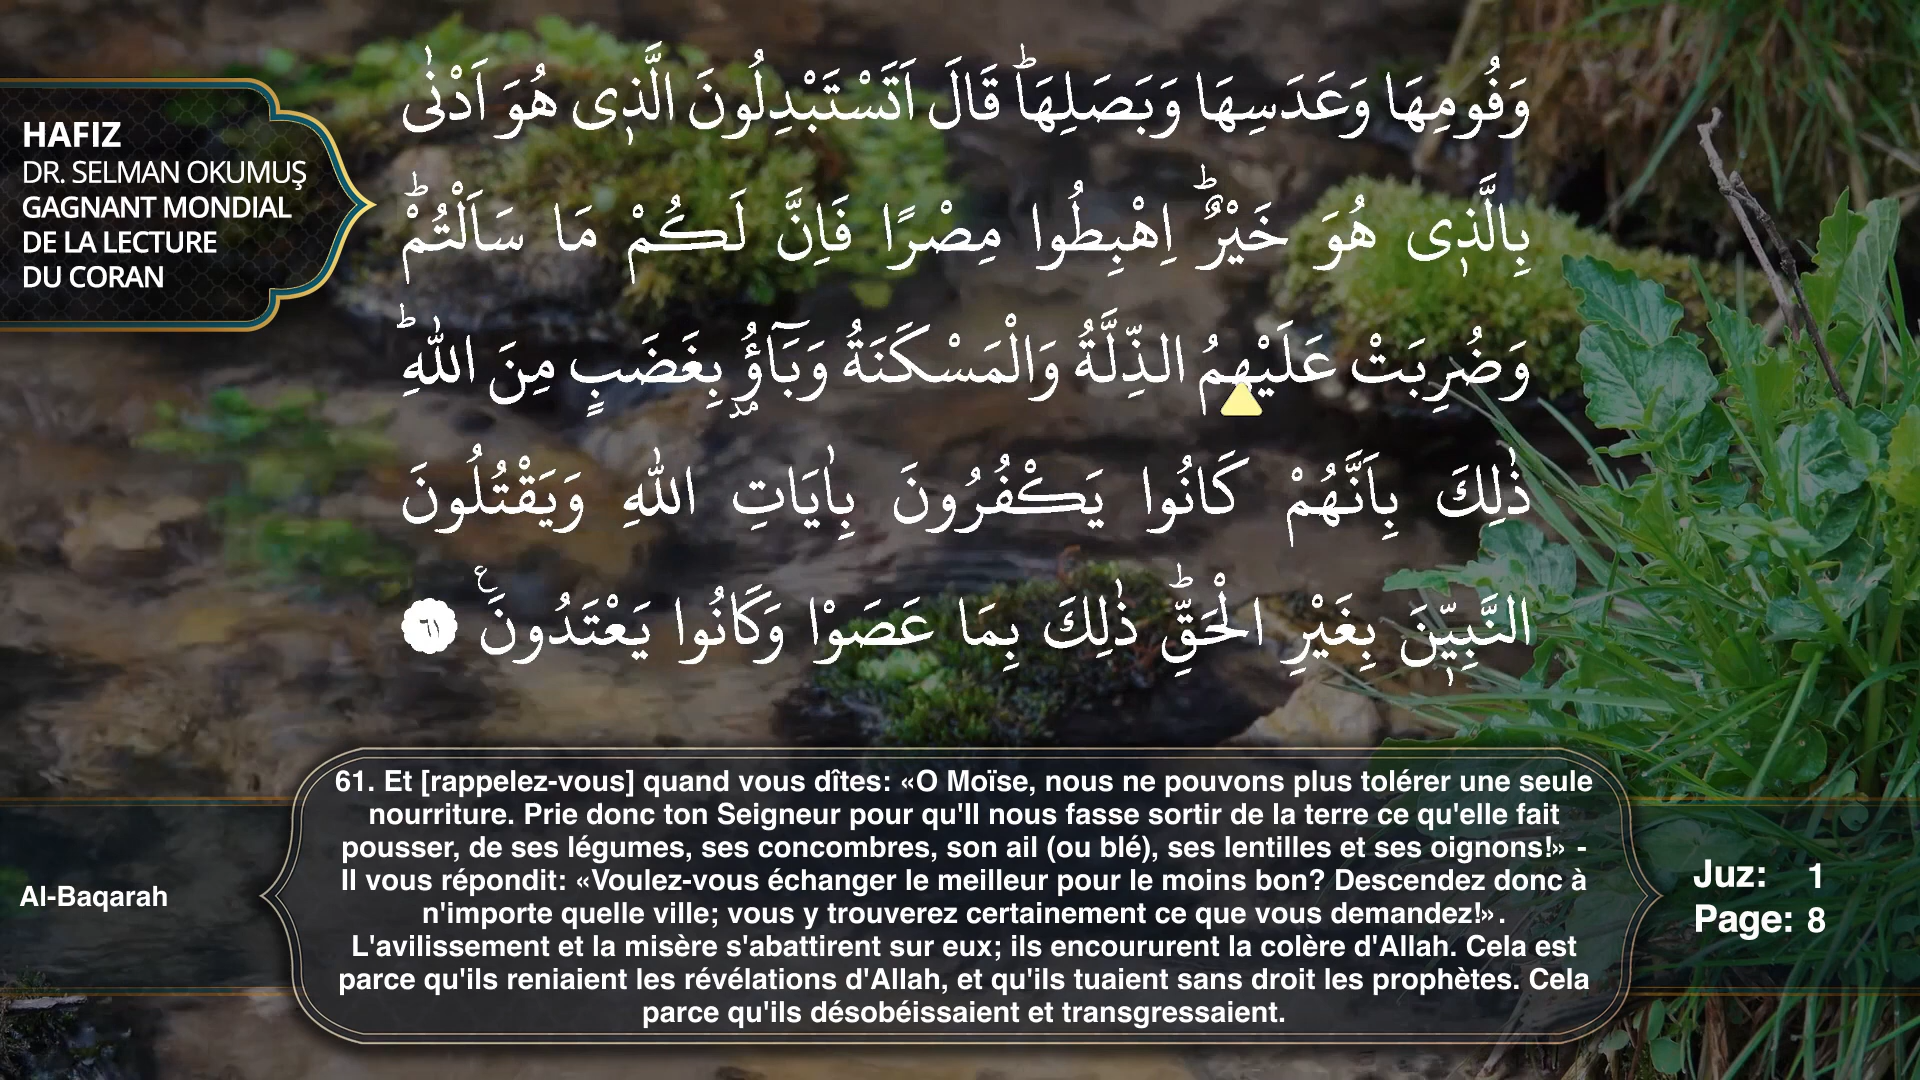 وَفُومِهَا وَعَدَسِهَا وَبَصَلِهَاۜ قَالَ اَتَسْتَبْدِلُونَ الَّذ۪ى هُوَ اَدْنٰى
بِالَّذ۪ى هُوَ خَيْرٌۜ اِهْبِطُوا مِصْرًا فَاِنَّ لَكُمْ مَا سَاَلْتُمْۜ
وَضُرِبَتْ عَلَيْهِمُ الذِّلَّةُ وَالْمَسْكَنَةُ وَبَآؤُ۫ بِغَضَبٍ مِنَ اللّٰهِۜ
ذٰلِكَ بِاَنَّهُمْ كَانُوا يَكْفُرُونَ بِاٰيَاتِ اللّٰهِ وَيَقْتُلُونَ
النَّبِيّ۪نَ بِغَيْرِ الْحَقِّۜ ذٰلِكَ بِمَا عَصَوْا وَكَانُوا يَعْتَدُونَ۟ ٦١
HAFIZ
DR. SELMAN OKUMUŞ
GAGNANT MONDIAL
DE LA LECTURE
DU CORAN
61. Et [rappelez-vous] quand vous dîtes: «O Moïse, nous ne pouvons plus tolérer une seule
nourriture. Prie donc ton Seigneur pour qu'Il nous fasse sortir de la terre ce qu'elle fait
pousser, de ses légumes, ses concombres, son ail (ou blé), ses lentilles et ses oignons!» -
Il vous répondit: «Voulez-vous échanger le meilleur pour le moins bon? Descendez donc à
n'importe quelle ville; vous y trouverez certainement ce que vous demandez!».
L'avilissement et la misère s'abattirent sur eux; ils encoururent la colère d'Allah. Cela est
parce qu'ils reniaient les révélations d'Allah, et qu'ils tuaient sans droit les prophètes. Cela
parce qu'ils désobéissaient et transgressaient.
Al-Baqarah
Juz: 1
Page: 8